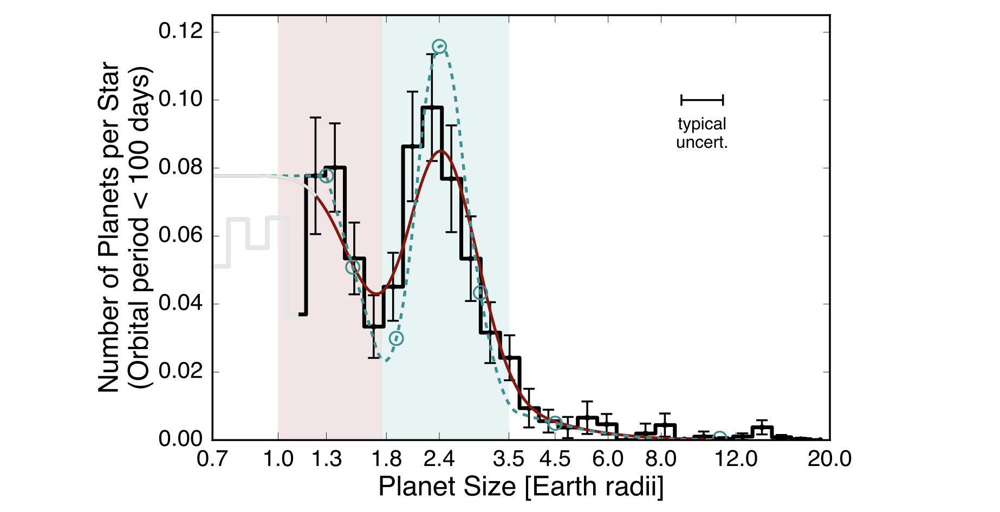 Number of Planets per Star
(Orbital period < 100 days)
0.12
0.10
0.08
0.06
0.04
0.02
0.00
typical
uncert.
0.7 1.0 1.3 1.8 2.4 3.5 4.5 6.0 8.0 12.0 20.0
Planet Size [Earth radii]